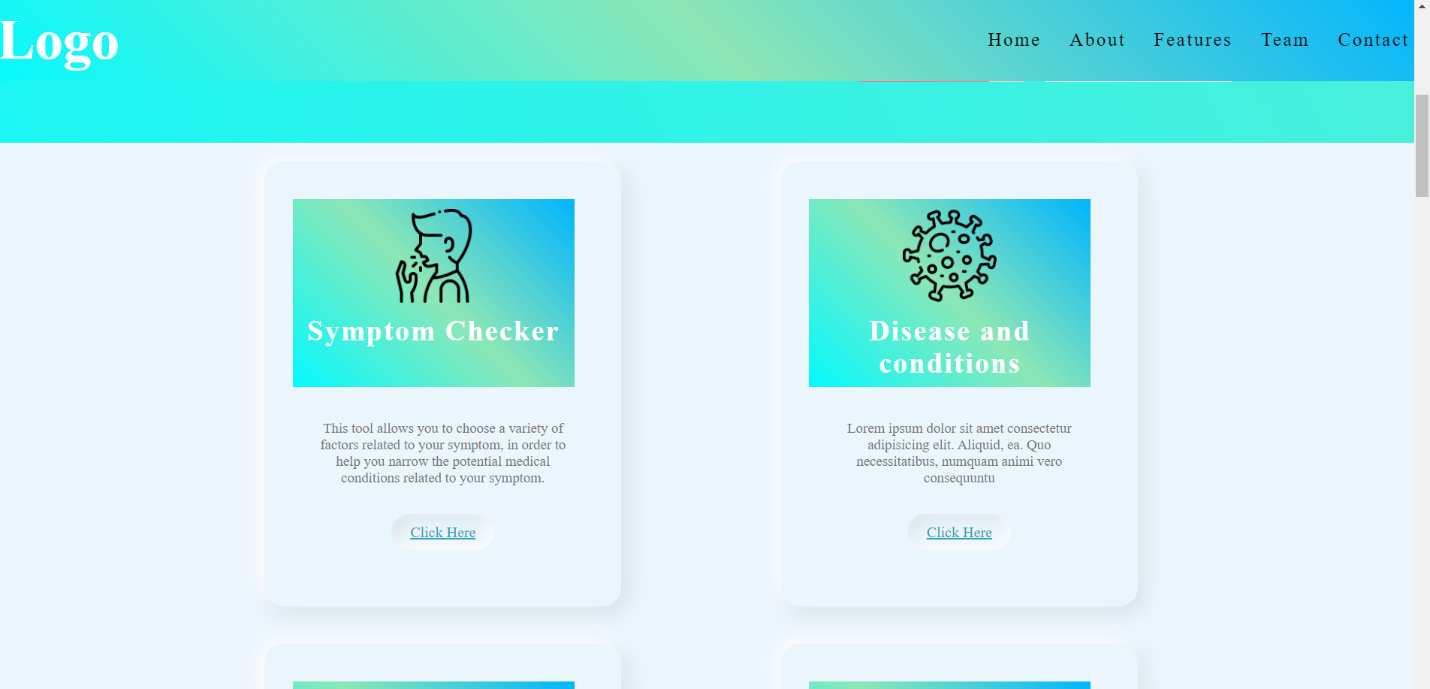 Logo
Home About Features Team Contact
Symptom Checker
This tool allows you to choose a variety of
factors related to your symptom, in order to
help you narrow the potential medical
conditions related to your symptom.
Click Here
Disease and
conditions
Lorem ipsum dolor sit amet consectetur
adipisicing elit. Aliquid, ea. Quo
necessitatibus, numquam animi vero
consequuntu
Click Here